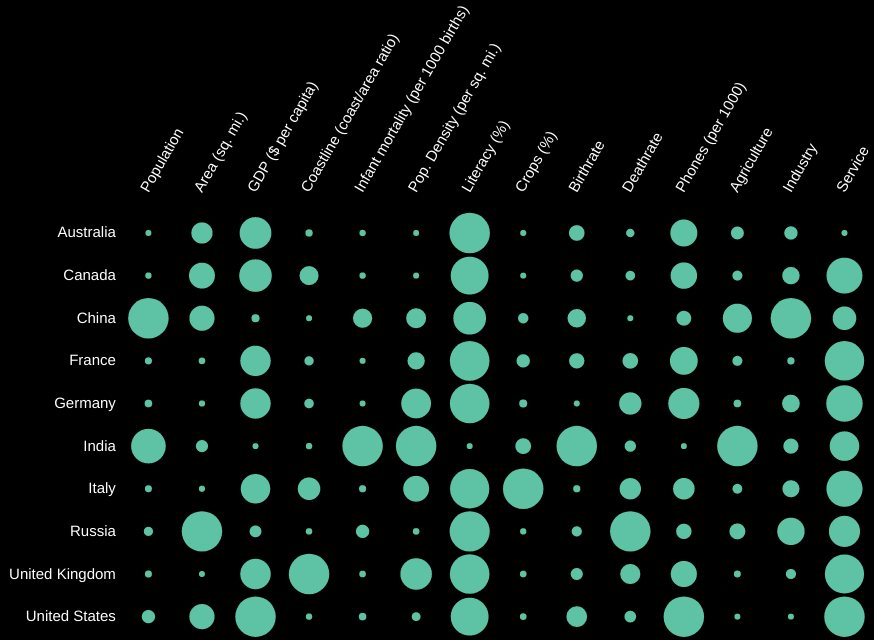 Population
Area (sq. mi.)
GDP ($ per capita)
Coastline (coast/area ratio)
Infant mortality (per 1000 births)
Pop. Density (per sq. mi.)
Literacy (%)
Crops (%)
Birthrate
Deathrate
Phones (per 1000)
Agriculture
Industry
Service
Australia
Canada
China
France
Germany
India
Italy
Russia
United Kingdom
United States